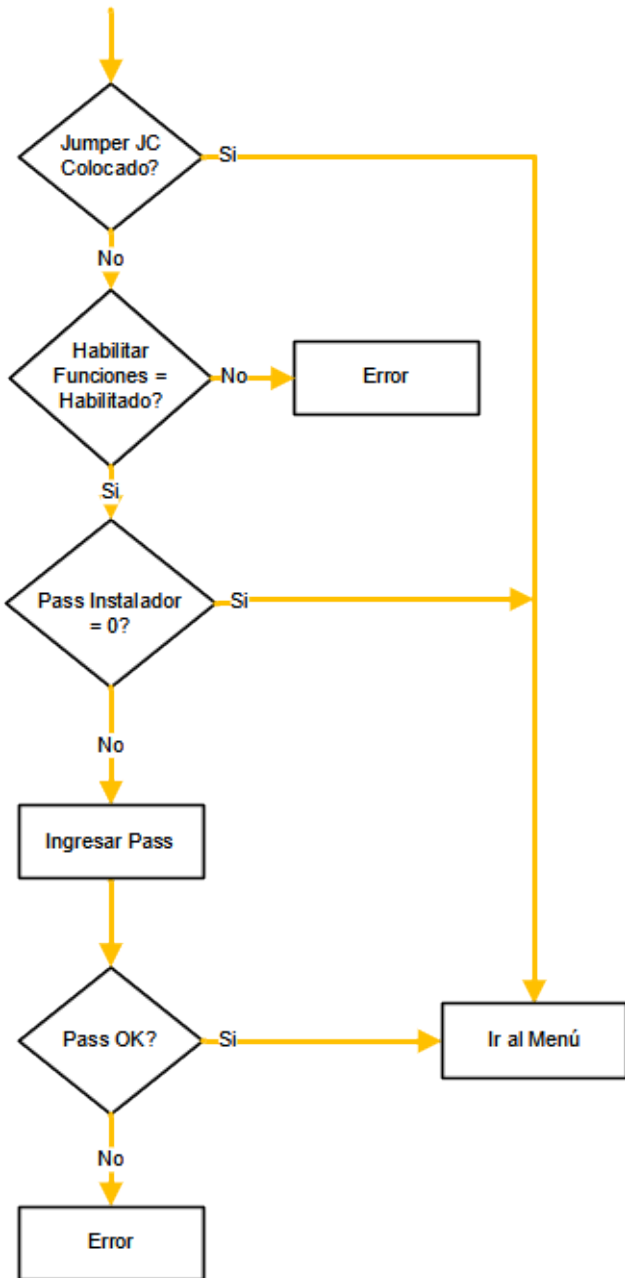 Jumper JC
Colocado?
Si
No
Habilitar
Funciones =
Habilitado?
No
Error
Si
Pass Instalador
= 0?
Si
No
Ingresar Pass
Pass OK?
Si
Ir al Menú
No
Error